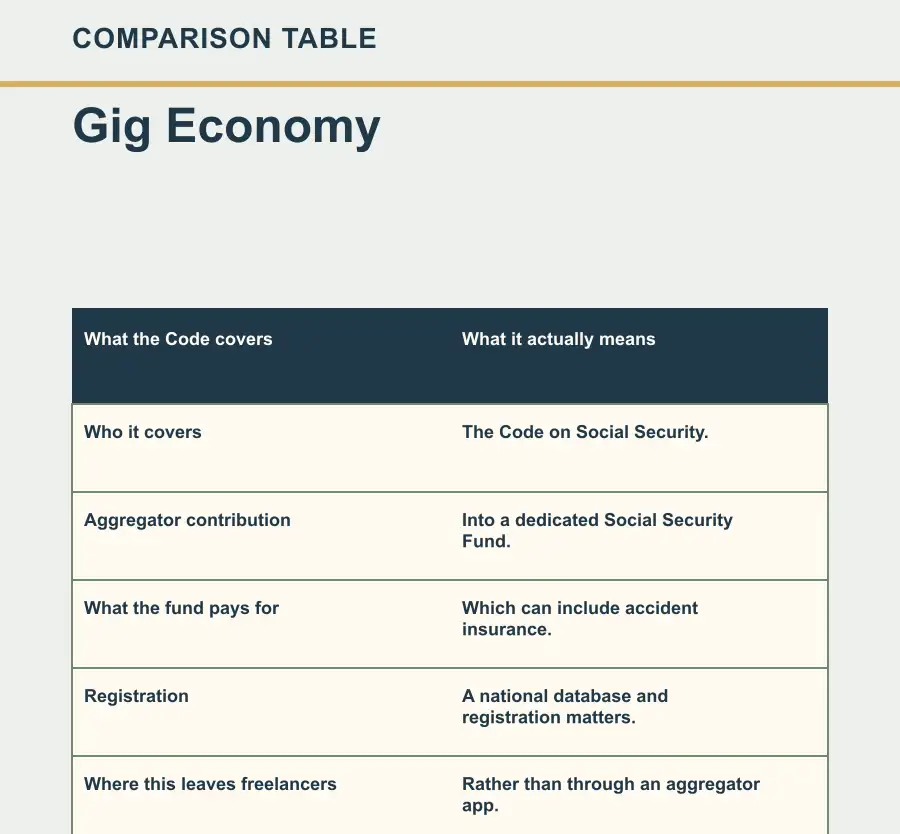 COMPARISON TABLE
Gig Economy
What the Code covers
What it actually means
Who it covers
The Code on Social Security.
Aggregator contribution
Into a dedicated Social Security
Fund.
What the fund pays for
Which can include accident
insurance.
Registration
A national database and
registration matters.
Where this leaves freelancers
Rather than through an aggregator
app.